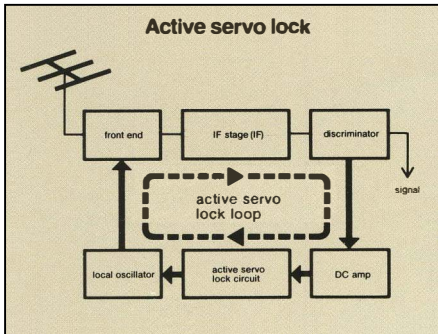 Active servo lock
front end
IF stage (IF)
discriminator
signal
active servo
lock loop
local oscillator
active servo
lock circuit
DC amp